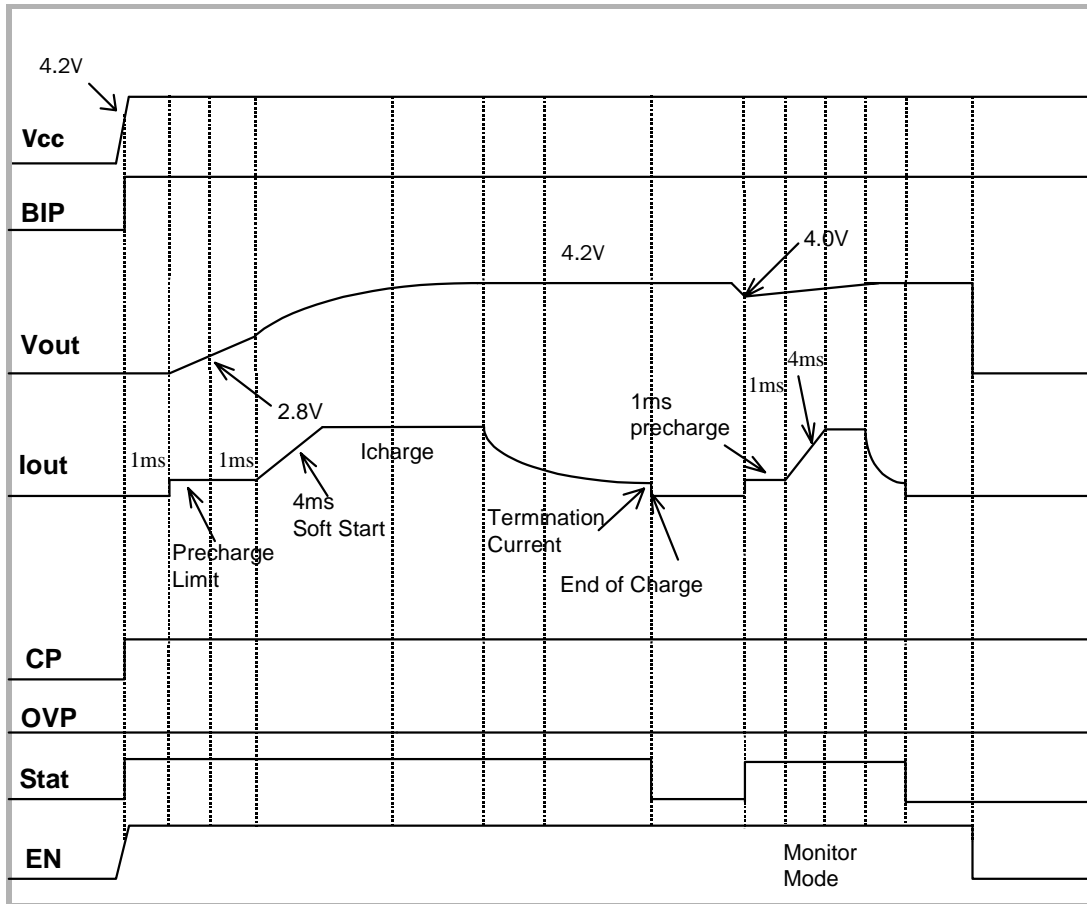 4.2V
Vcc
BIP
4.0V
4.2V
Vout
4ms
1ms
2.8V
1ms
precharge
Iout
1ms
1ms
Icharge
4ms
Soft Start
Termination
Current
Precharge
Limit
End of Charge
CP
OVP
Stat
EN
Monitor
Mode